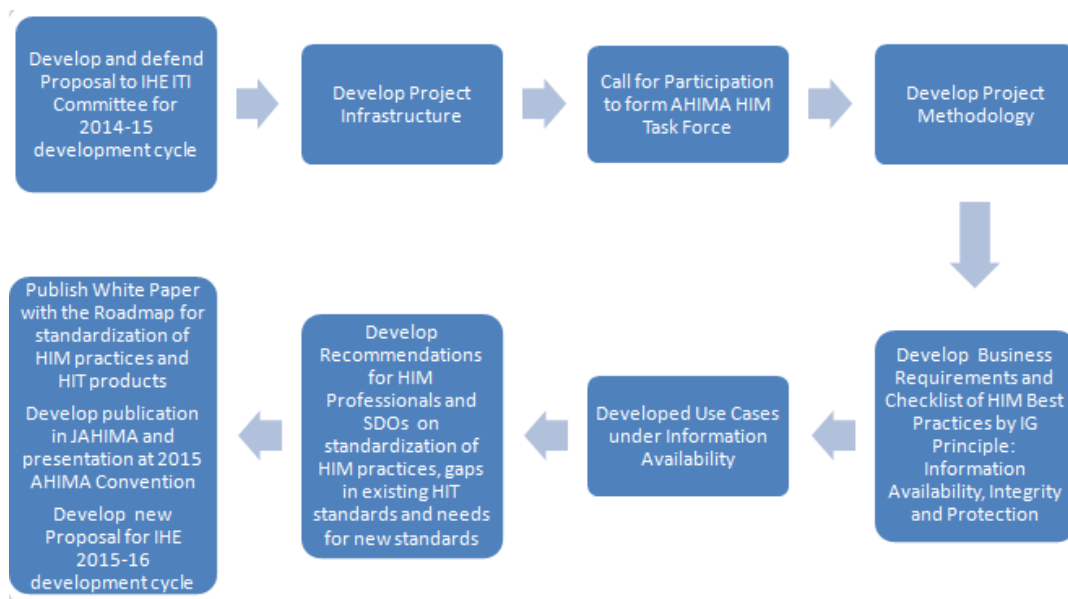 Develop and defend
Proposal to IHE ITI
Committee for
2014-15
development cycle
Develop Project
Infrastructure
Call for Participation
to form AHIMA HIM
Task Force
Develop Project
Methodology
Develop Business
Requirements and
Checklist of HIM Best
Practices by IG
Principle:
Information
Availability, Integrity
and Protection
Developed Use Cases
under Information
Availability
Develop
Recommendations
for HIM
Professionals and
SDOs on
standardization of
HIM practices, gaps
in existing HIT
standards and needs
for new standards
Publish White Paper
with the Roadmap for
standardization of
HIM practices and
HIT products
Develop publication
in JAHIMA and
presentation at 2015
AHIMA Convention
Develop new
Proposal for IHE
2015-16
development cycle